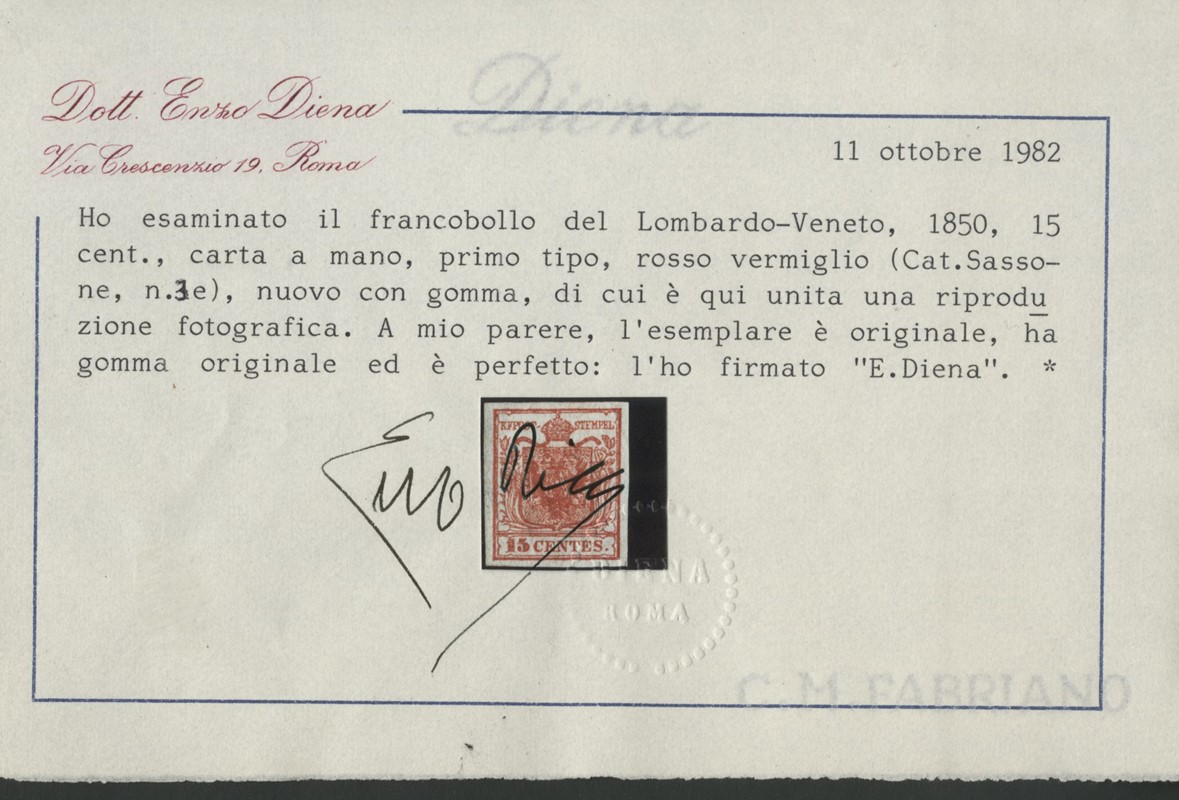 Diena
Dott. Enzo Diena
Via Crescenzio 19, Roma
11 ottobre 1982
Ho esaminato il francobollo del Lombardo-Veneto, 1850, 15
cent., carta a mano, primo tipo, rosso vermiglio (Cat.Sasso-
ne, n.3e), nuovo con gomma, di cui è qui unita una riprodu
zione fotografica. A mio parere, l'esemplare è originale, ha
gomma originale ed è perfetto: l'ho firmato "E.Diena". *
STEMPEL
15 CENTES.
DIENA
ROMA
C.M.FABRIANO